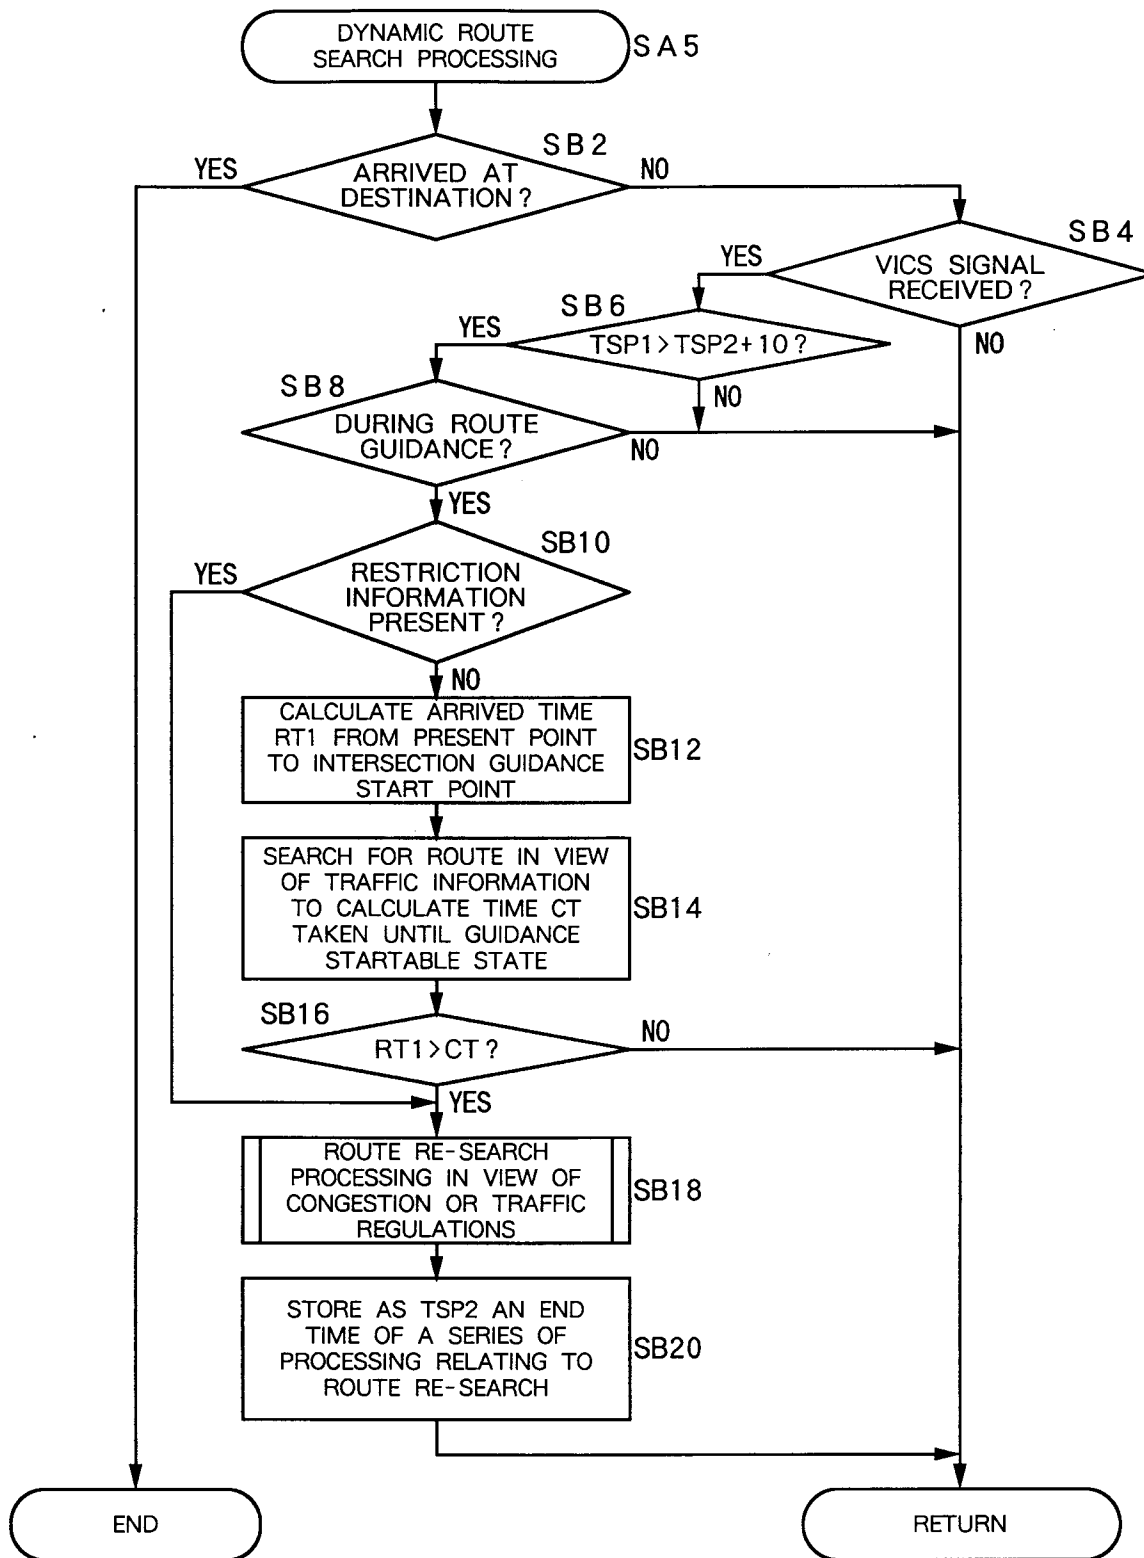 DYNAMIC ROUTE
SEARCH PROCESSING
SA5
SB2
YES
ARRIVED AT
DESTINATION?
NO
SB4
YES
VICS SIGNAL
RECEIVED?
NO
SB6
YES
TSP1>TSP2+10?
NO
SB8
DURING ROUTE
GUIDANCE?
NO
YES
SB10
YES
RESTRICTION
INFORMATION
PRESENT?
NO
CALCULATE ARRIVED TIME
RT1 FROM PRESENT POINT
TO INTERSECTION GUIDANCE
START POINT
SB12
SEARCH FOR ROUTE IN VIEW
OF TRAFFIC INFORMATION
TO CALCULATE TIME CT
TAKEN UNTIL GUIDANCE
STARTABLE STATE
SB14
SB16
RT1>CT?
NO
YES
ROUTE RE-SEARCH
PROCESSING IN VIEW OF
CONGESTION OR TRAFFIC
REGULATIONS
SB18
STORE AS TSP2 AN END
TIME OF A SERIES OF
PROCESSING RELATING TO
ROUTE RE-SEARCH
SB20
END
RETURN